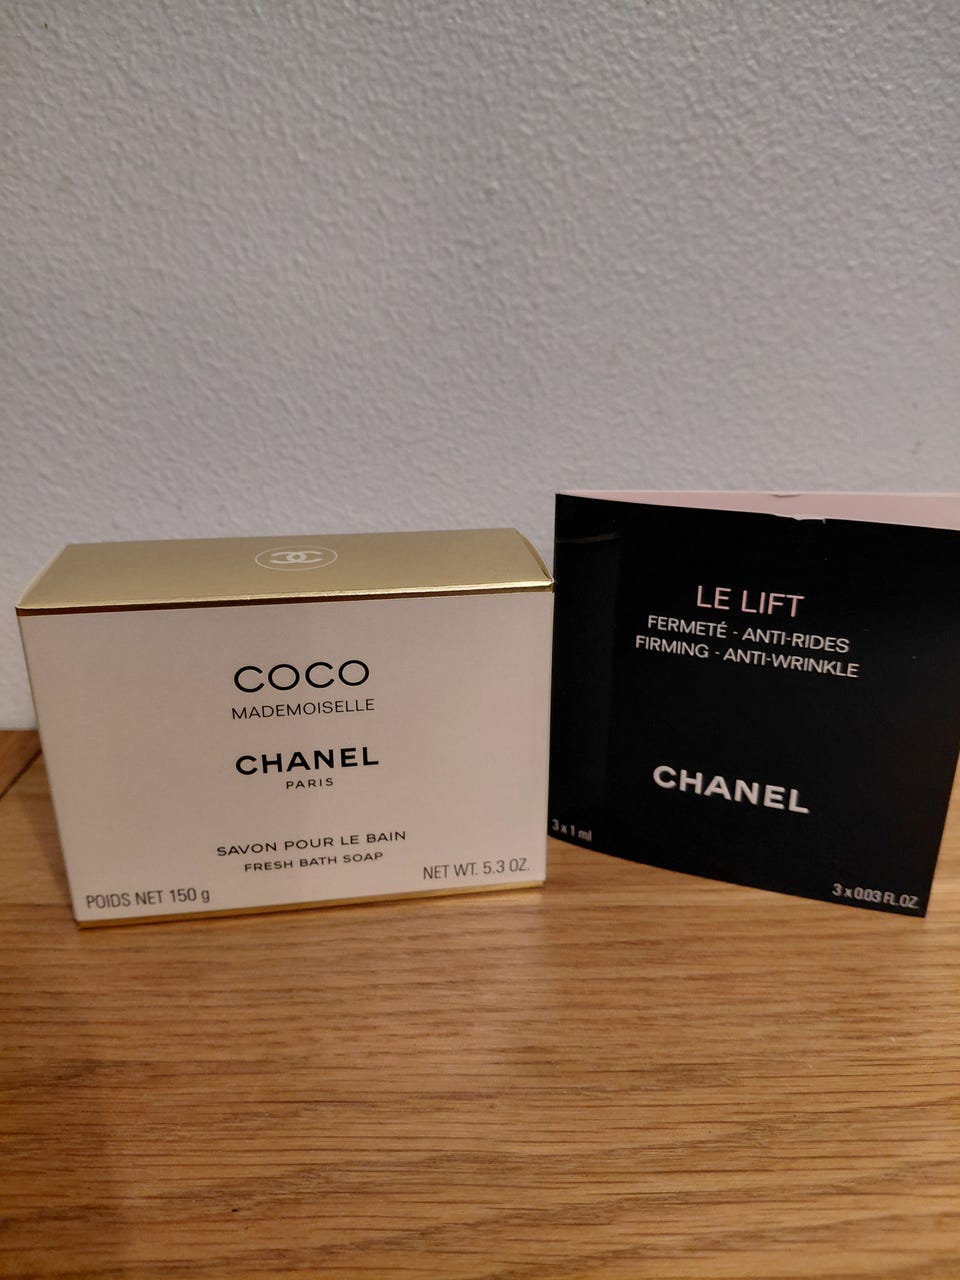 COCO
MADEMOISELLE
CHANEL
PARIS
SAVON POUR LE BAIN
FRESH BATH SOAP
POIDS NET 150 g
NET WT. 5.3 OZ.
LE LIFT
FERMETÉ - ANTI-RIDES
FIRMING - ANTI-WRINKLE
CHANEL
3 x 1 ml
3 x 0.03 FL.OZ.